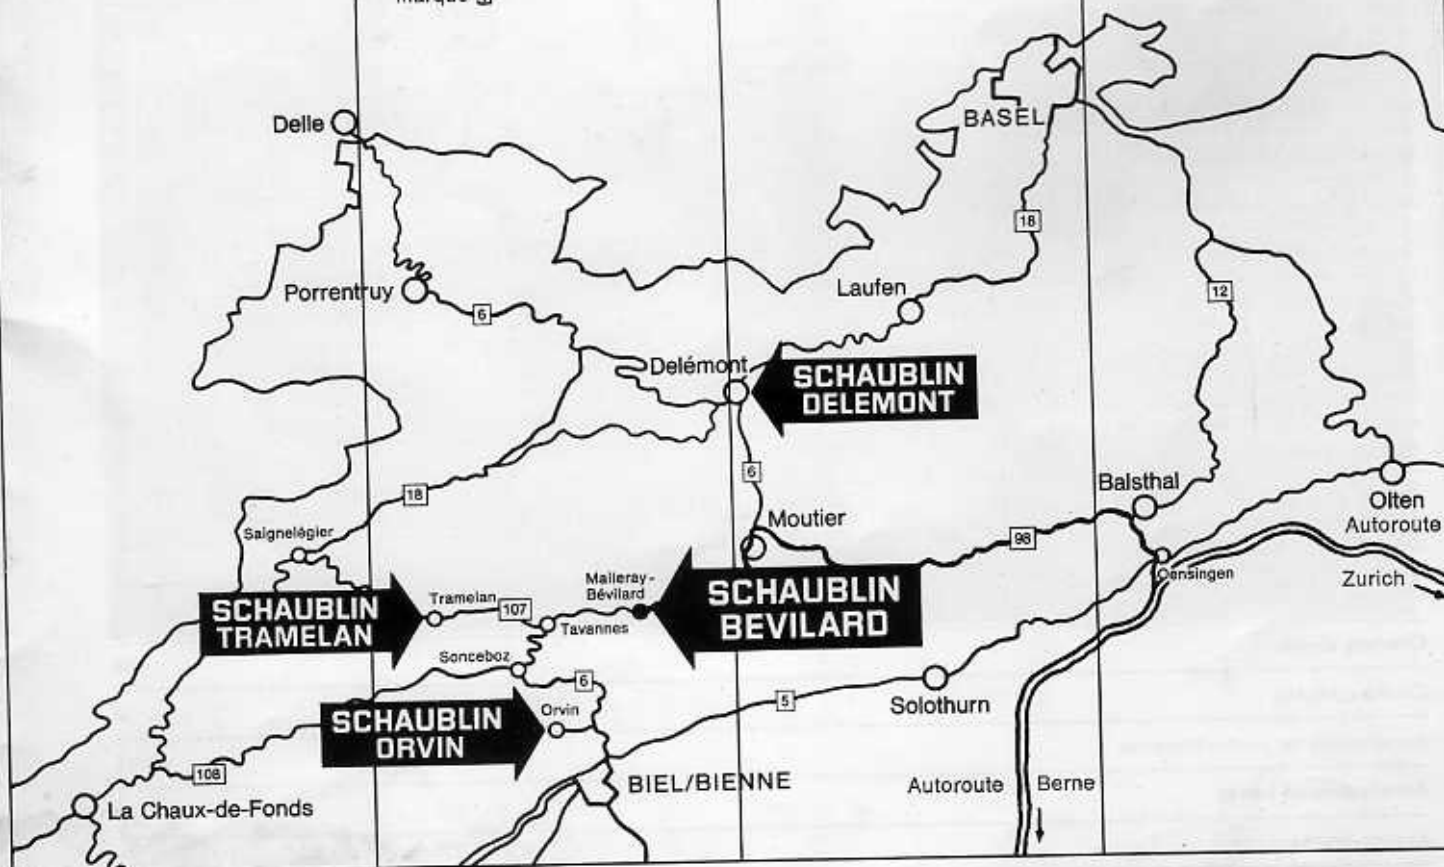 marque
Delle
BASEL
18
Porrentruy
6
Laufen
12
Delémont
SCHAUBLIN
DELEMONT
18
6
Balsthal
Olten
Autoroute
Moutier
Saignelégier
98
Oensingen
Zurich
Malleray-
Bévilard
SCHAUBLIN
BEVILARD
SCHAUBLIN
TRAMELAN
Tramelan
107
Tavannes
Sonceboz
6
Orvin
SCHAUBLIN
ORVIN
5
Solothurn
108
BIEL/BIENNE
Autoroute
Berne
La Chaux-de-Fonds